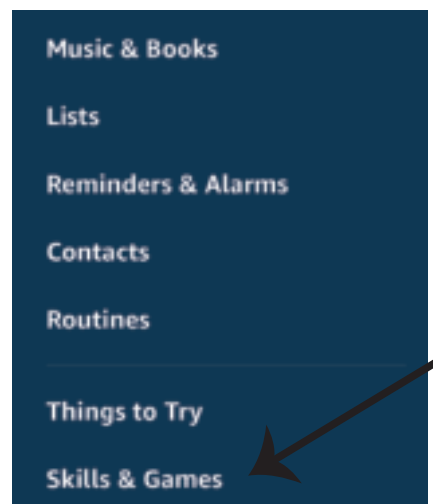 Music & Books
Lists
Reminders & Alarms
Contacts
Routines
Things to Try
Skills & Games